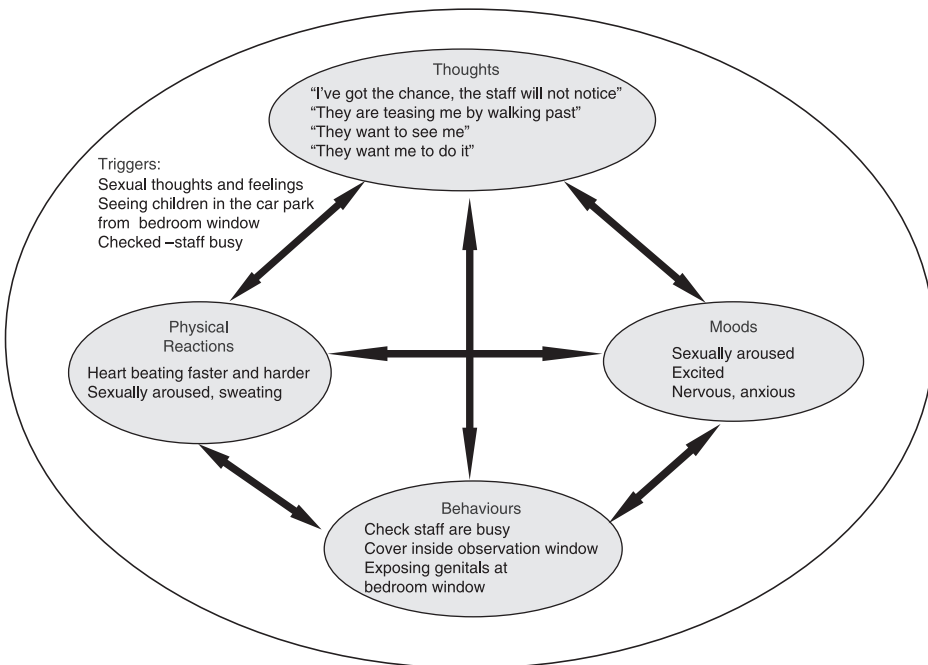 Thoughts
“I’ve got the chance, the staff will not notice”
“They are teasing me by walking past”
“They want to see me”
“They want me to do it”
Triggers:
Sexual thoughts and feelings
Seeing children in the car park
from bedroom window
Checked –staff busy
Physical
Reactions
Heart beating faster and harder
Sexually aroused, sweating
Moods
Sexually aroused
Excited
Nervous, anxious
Behaviours
Check staff are busy
Cover inside observation window
Exposing genitals at
bedroom window